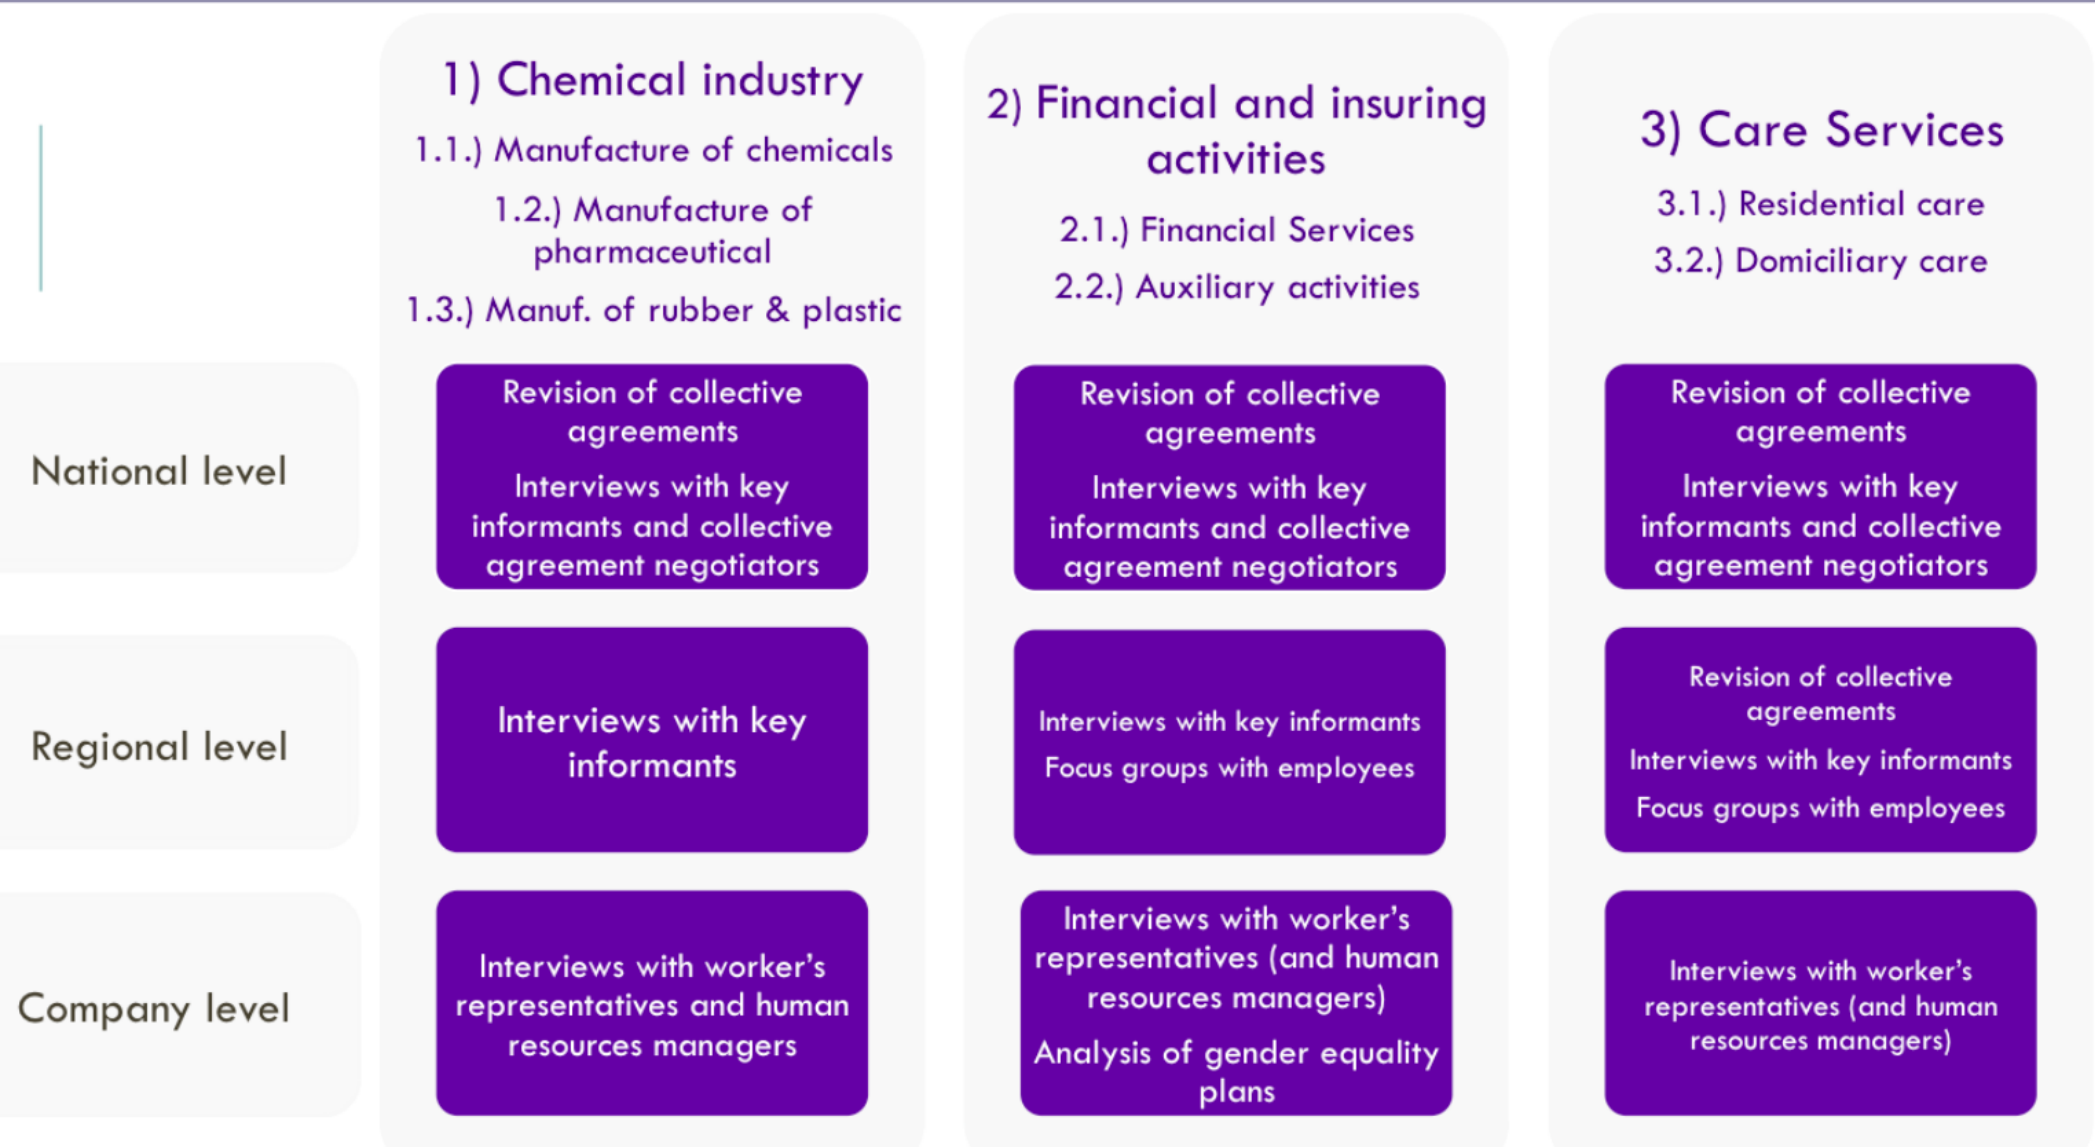 1) Chemical industry
1.1.) Manufacture of chemicals
1.2.) Manufacture of
pharmaceutical
1.3.) Manuf. of rubber & plastic
2) Financial and insuring
activities
2.1.) Financial Services
2.2.) Auxiliary activities
3) Care Services
3.1.) Residential care
3.2.) Domiciliary care
National level
Revision of collective
agreements
Interviews with key
informants and collective
agreement negotiators
Revision of collective
agreements
Interviews with key
informants and collective
agreement negotiators
Revision of collective
agreements
Interviews with key
informants and collective
agreement negotiators
Regional level
Interviews with key
informants
Interviews with key informants
Focus groups with employees
Revision of collective
agreements
Interviews with key informants
Focus groups with employees
Company level
Interviews with worker’s
representatives and human
resources managers
Interviews with worker’s
representatives (and human
resources managers)
Analysis of gender equality
plans
Interviews with worker’s
representatives (and human
resources managers)